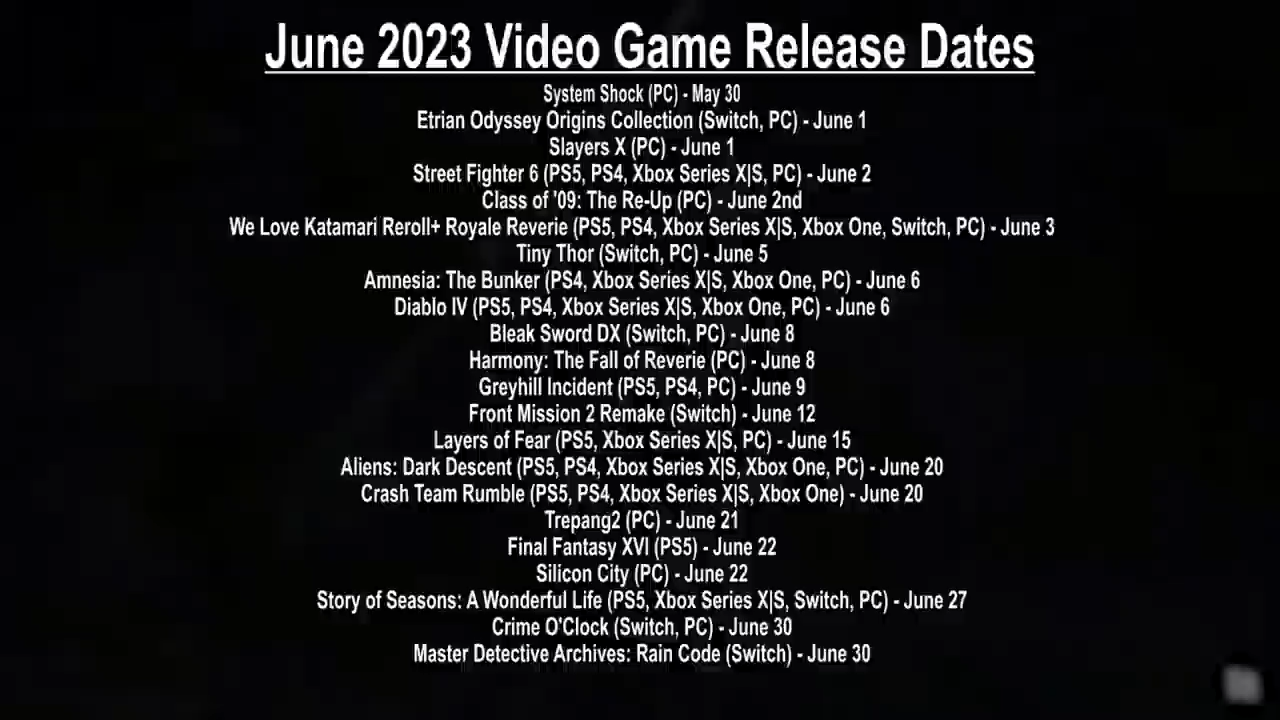 June 2023 Video Game Release Dates
System Shock (PC) - May 30
Etrian Odyssey Origins Collection (Switch, PC) - June 1
Slayers X (PC) - June 1
Street Fighter 6 (PS5, PS4, Xbox Series X|S, PC) - June 2
Class of '09: The Re-Up (PC) - June 2nd
We Love Katamari Reroll+ Royale Reverie (PS5, PS4, Xbox Series X|S, Xbox One, Switch, PC) - June 3
Tiny Thor (Switch, PC) - June 5
Amnesia: The Bunker (PS4, Xbox Series X|S, Xbox One, PC) - June 6
Diablo IV (PS5, PS4, Xbox Series X|S, Xbox One, PC) - June 6
Bleak Sword DX (Switch, PC) - June 8
Harmony: The Fall of Reverie (PC) - June 8
Greyhill Incident (PS5, PS4, PC) - June 9
Front Mission 2 Remake (Switch) - June 12
Layers of Fear (PS5, Xbox Series X|S, PC) - June 15
Aliens: Dark Descent (PS5, PS4, Xbox Series X|S, Xbox One, PC) - June 20
Crash Team Rumble (PS5, PS4, Xbox Series X|S, Xbox One) - June 20
Trepang2 (PC) - June 21
Final Fantasy XVI (PS5) - June 22
Silicon City (PC) - June 22
Story of Seasons: A Wonderful Life (PS5, Xbox Series X|S, Switch, PC) - June 27
Crime O'Clock (Switch, PC) - June 30
Master Detective Archives: Rain Code (Switch) - June 30